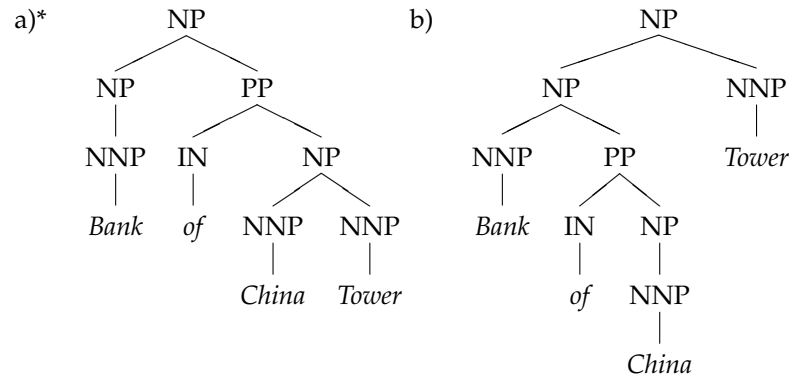 a)* NP b) NP
NP PP NP NNP
NNP IN NP NNP PP Tower
Bank of NNP NNP Bank IN NP
China Tower of NNP
China